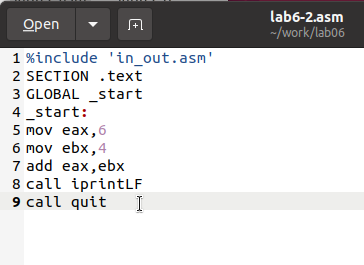 Open
lab6-2.asm
~/work/lab06
1 %include 'in_out.asm'
2 SECTION .text
3 GLOBAL _start
4 _start:
5 mov eax,6
6 mov ebx,4
7 add eax,ebx
8 call iprintLF
9 call quit